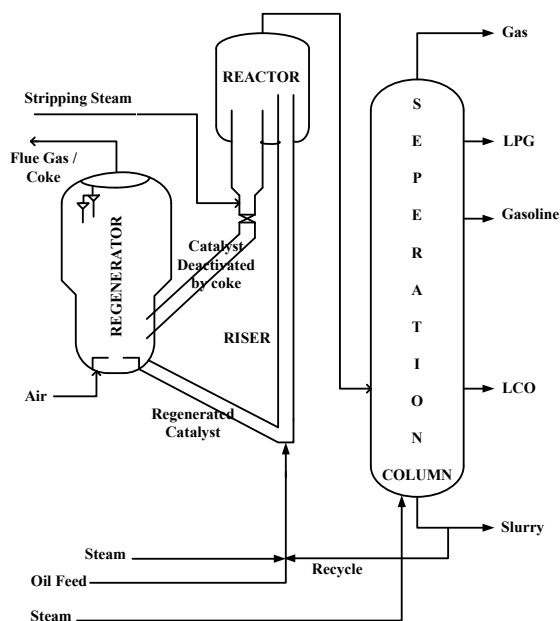 Gas
REACTOR
Stripping Steam
SEPERATION
LPG
Flue Gas /
Coke
Gasoline
REGENERATOR
Catalyst
Deactivated
by coke
RISER
Air
LCO
Regenerated
Catalyst
COLUMN
Slurry
Steam
Recycle
Oil Feed
Steam